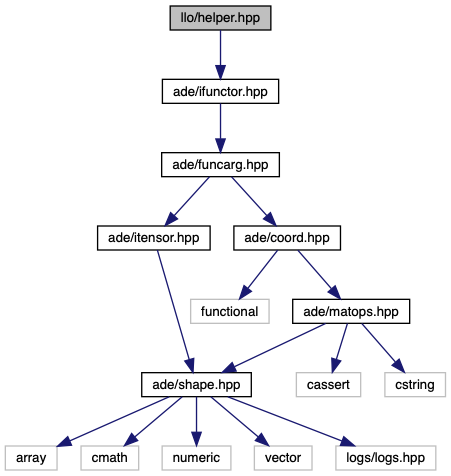 llo/helper.hpp
ade/ifunctor.hpp
ade/funcarg.hpp
ade/itensor.hpp
ade/coord.hpp
functional
ade/matops.hpp
ade/shape.hpp
cassert
cstring
array
cmath
numeric
vector
logs/logs.hpp